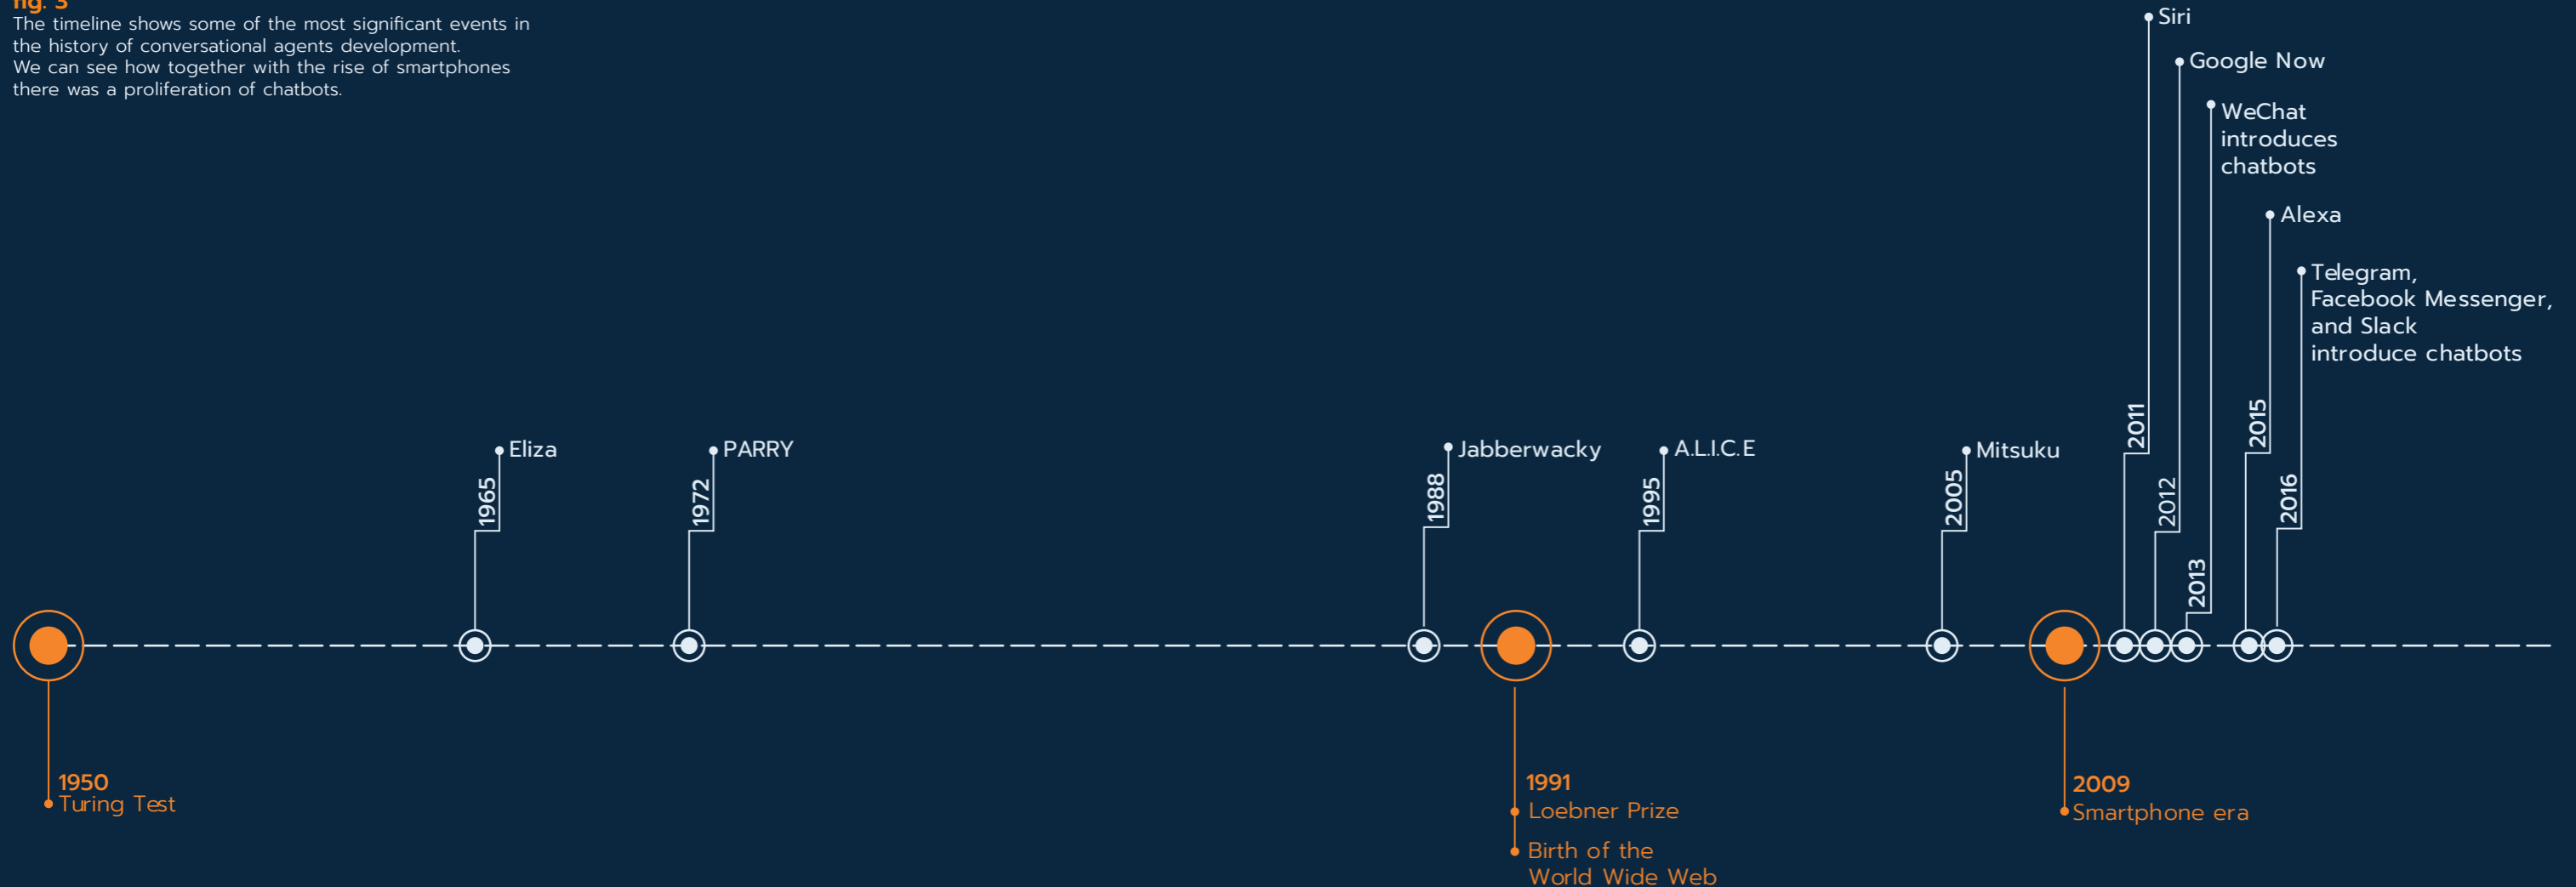 fig. 3
The timeline shows some of the most significant events in
the history of conversational agents development.
We can see how together with the rise of smartphones
there was a proliferation of chatbots.
1950
Turing Test
1965
Eliza
1972
PARRY
1988
Jabberwacky
1991
Loebner Prize
Birth of the
World Wide Web
1995
A.L.I.C.E
2005
Mitsuku
2009
Smartphone era
2011
Siri
2012
Google Now
2013
WeChat
introduces
chatbots
2015
Alexa
2016
Telegram,
Facebook Messenger,
and Slack
introduce chatbots